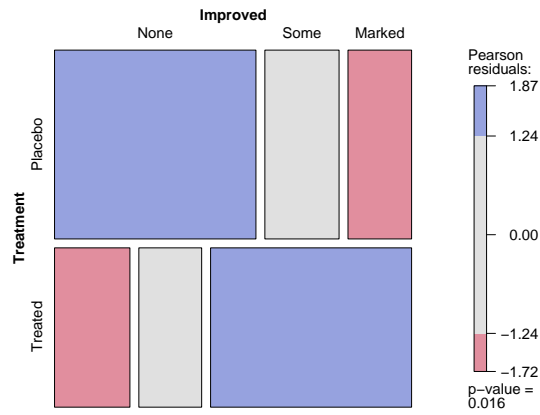 Improved
None Some Marked
Treatment
Placebo
Treated
Pearson
residuals:
1.87
1.24
0.00
−1.24
−1.72
p−value =
0.016